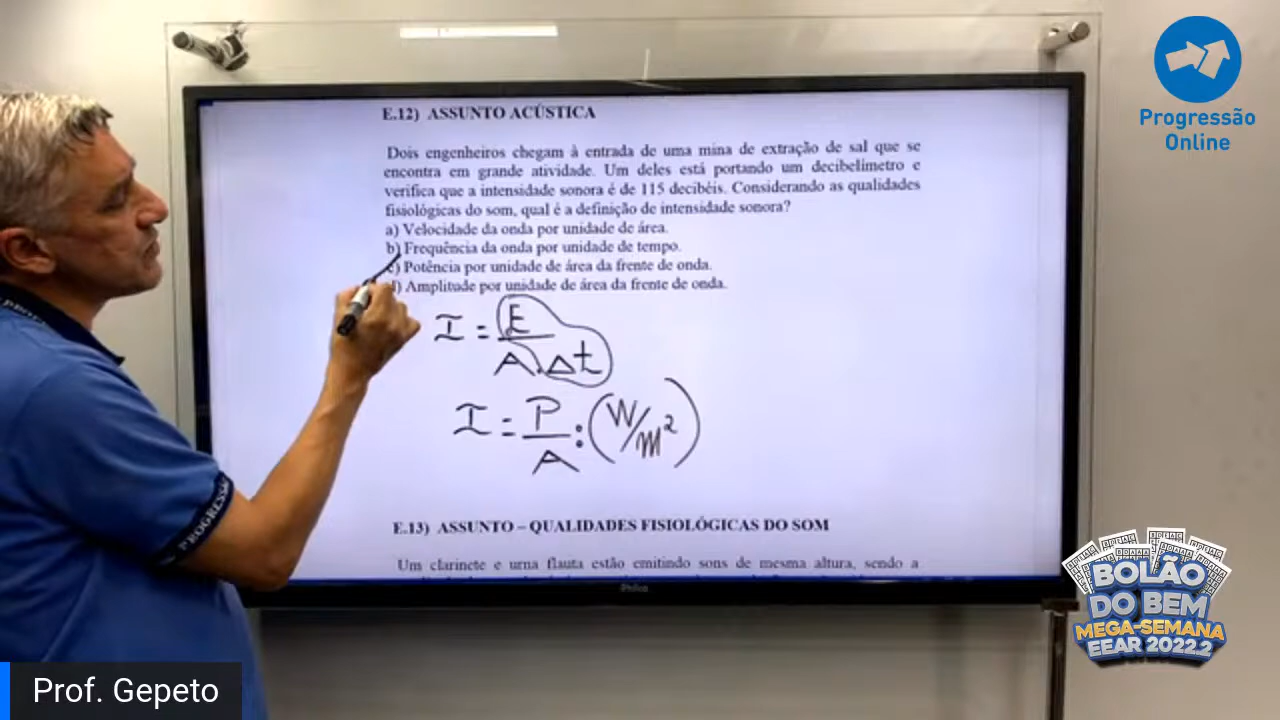 Progressão
Online
E.12) ASSUNTO ACÚSTICA
Dois engenheiros chegam à entrada de uma mina de extração de sal que se
encontra em grande atividade. Um deles está portando um decibelímetro e
verifica que a intensidade sonora é de 115 decibéis. Considerando as qualidades
fisiológicas do som, qual é a definição de intensidade sonora?
a) Velocidade da onda por unidade de área.
b) Frequência da onda por unidade de tempo.
c) Potência por unidade de área da frente de onda.
d) Amplitude por unidade de área da frente de onda.
I = E
A.Δt
I = P : (W/m²)
A
E.13) ASSUNTO – QUALIDADES FISIOLÓGICAS DO SOM
Um clarinete e uma flauta estão emitindo sons de mesma altura, sendo a
Philco
PROGRESSÃO
BOLÃO
DO BEM
MEGA-SEMANA
EEAR 2022.2
Prof. Gepeto